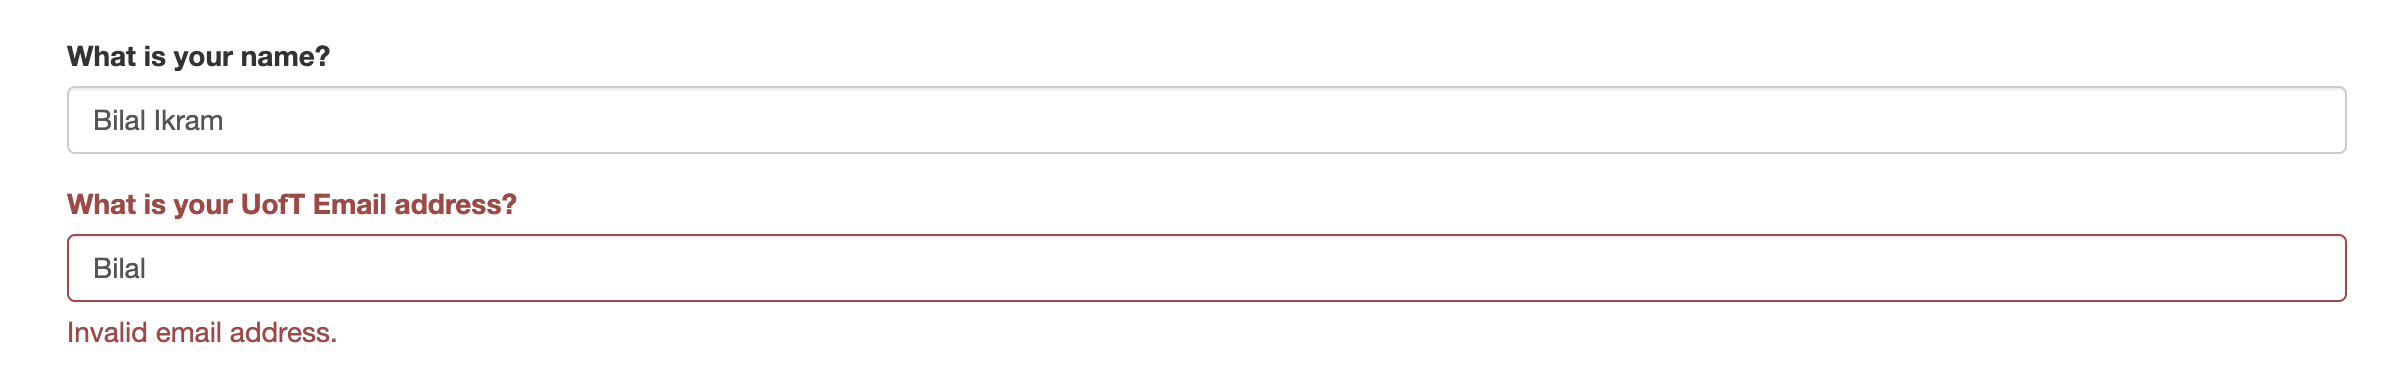 What is your name?
Bilal Ikram
What is your UofT Email address?
Bilal
Invalid email address.